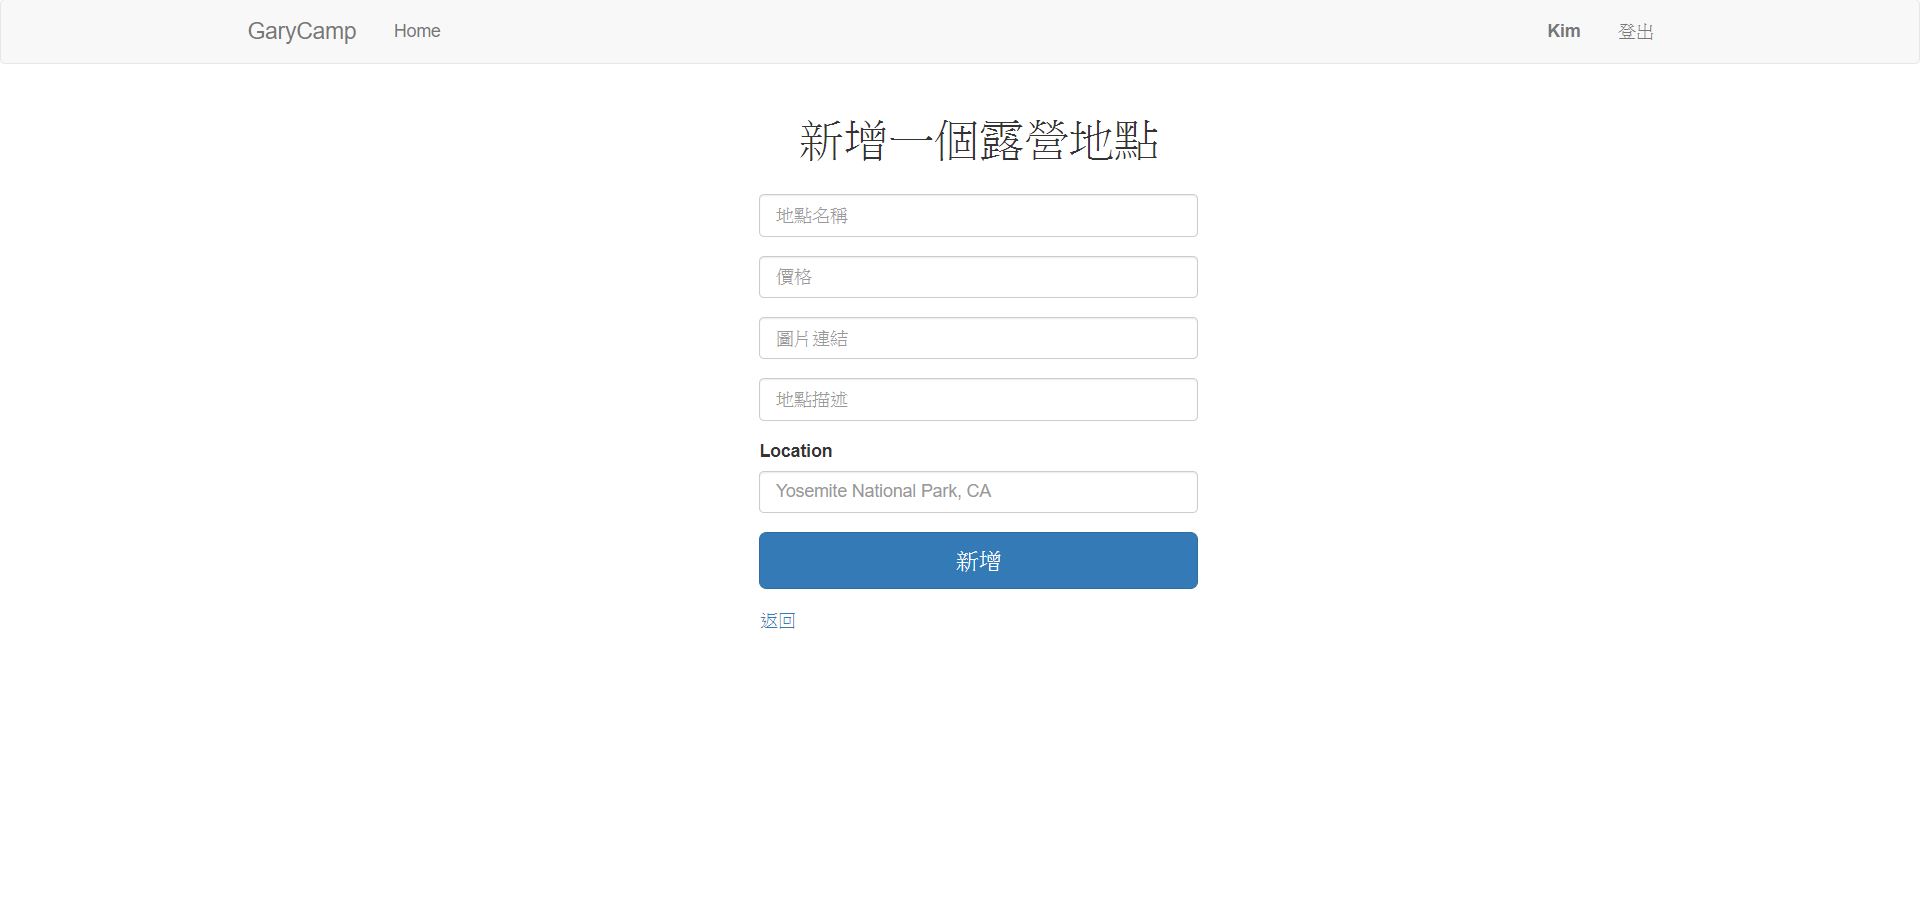 GaryCamp Home Kim 登出
新增一個露營地點
地點名稱
價格
圖片連結
地點描述
Location
Yosemite National Park, CA
新增
返回